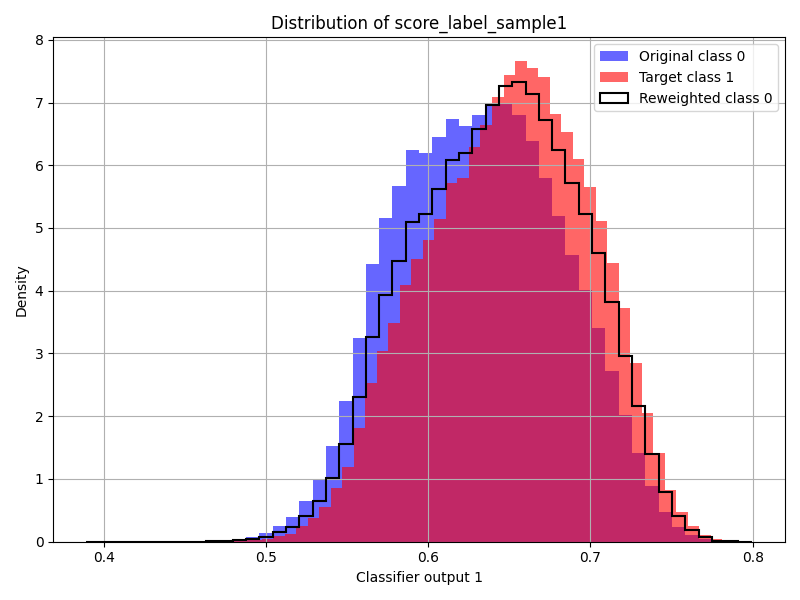 Distribution of score_label_sample1
Original class 0
Target class 1
Reweighted class 0
Density
8
7
6
5
4
3
2
1
0
0.4 0.5 0.6 0.7 0.8
Classifier output 1